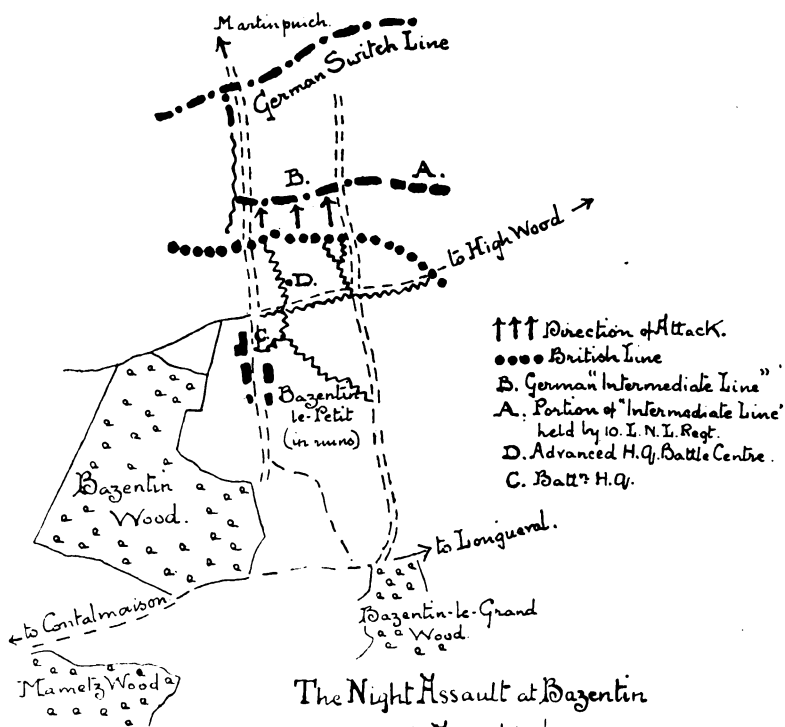 Martinpuich.
German Switch Line
B.
A.
to High Wood
D.
C
Bazentin
le-Petit
(in ruins)
Direction of Attack.
British Line
B. German "Intermediate Line"
A. Portion of "Intermediate Line"
held by 10. L. N. L. Regt.
D. Advanced H.Q. Battle Centre.
C. Battn H.Q.
Bazentin
Wood.
to Longueval.
to Contalmaison
Bazentin-le-Grand
Wood.
Mametz Wood
The Night Assault at Bazentin